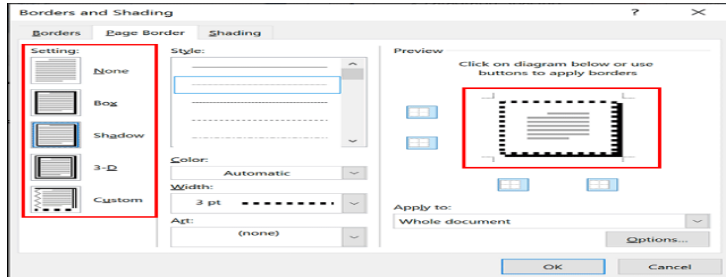 Borders and Shading
?
Borders
Page Border
Shading
Setting:
None
Box
Shadow
3-D
Custom
Style:
Color:
Automatic
Width:
3 pt
Art:
(none)
Preview
Click on diagram below or use
buttons to apply borders
Apply to:
Whole document
Options...
OK
Cancel